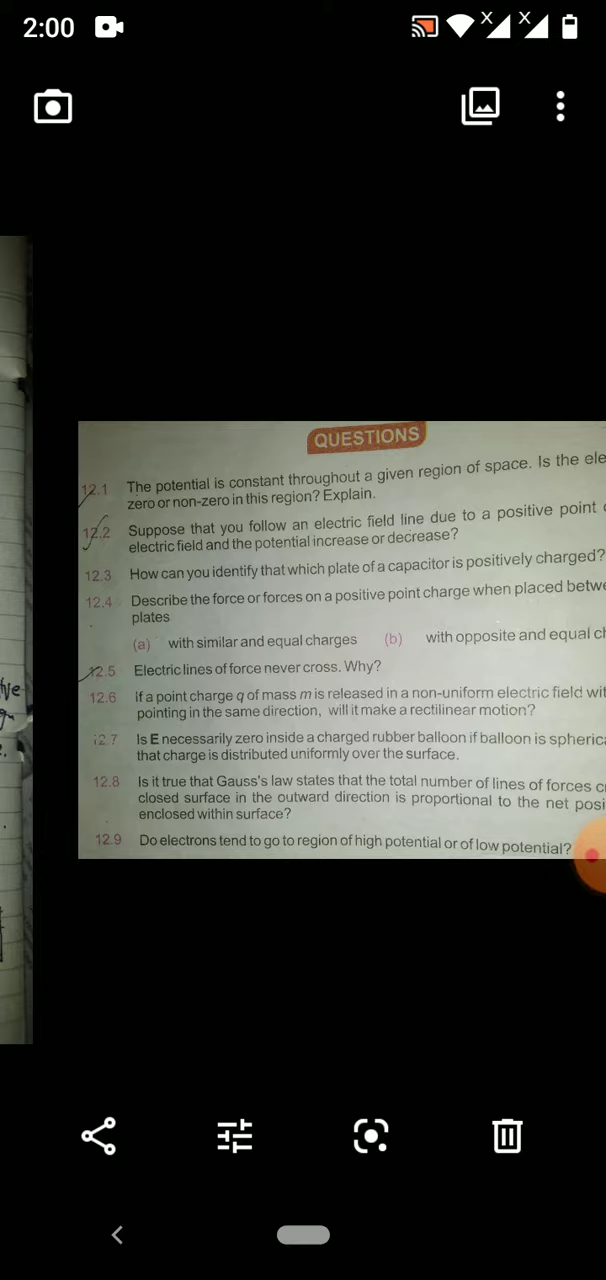 2:00
QUESTIONS
12.1 The potential is constant throughout a given region of space. Is the ele
zero or non-zero in this region? Explain.
12.2 Suppose that you follow an electric field line due to a positive point
electric field and the potential increase or decrease?
12.3 How can you identify that which plate of a capacitor is positively charged?
12.4 Describe the force or forces on a positive point charge when placed betwe
plates
(a) with similar and equal charges (b) with opposite and equal ch
12.5 Electric lines of force never cross. Why?
12.6 If a point charge q of mass m is released in a non-uniform electric field wit
pointing in the same direction, will it make a rectilinear motion?
12.7 Is E necessarily zero inside a charged rubber balloon if balloon is spherica
that charge is distributed uniformly over the surface.
12.8 Is it true that Gauss's law states that the total number of lines of forces c
closed surface in the outward direction is proportional to the net posi
enclosed within surface?
12.9 Do electrons tend to go to region of high potential or of low potential?